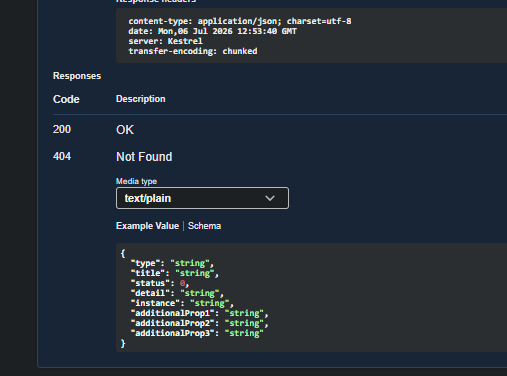 Response headers
content-type: application/json; charset=utf-8
date: Mon,06 Jul 2026 12:53:40 GMT
server: Kestrel
transfer-encoding: chunked
Responses
Code Description
200 OK
404 Not Found
Media type
text/plain
Example Value | Schema
{
"type": "string",
"title": "string",
"status": 0,
"detail": "string",
"instance": "string",
"additionalProp1": "string",
"additionalProp2": "string",
"additionalProp3": "string"
}